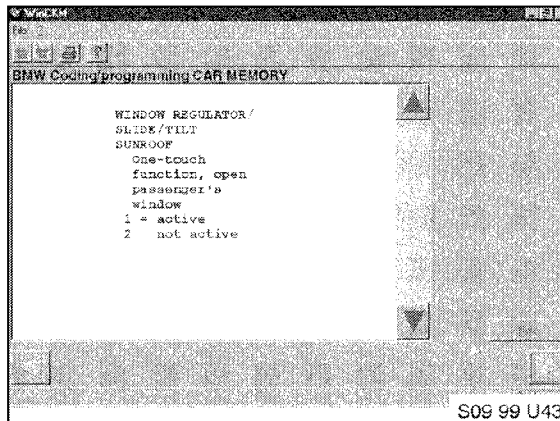 WinCKM
File ?
BMW Coding/programming CAR MEMORY
WINDOW REGULATOR/
SLIDE/TILT
SUNROOF
One-touch
function, open
passenger's
window
1 = active
2 not active
S09 99 U43